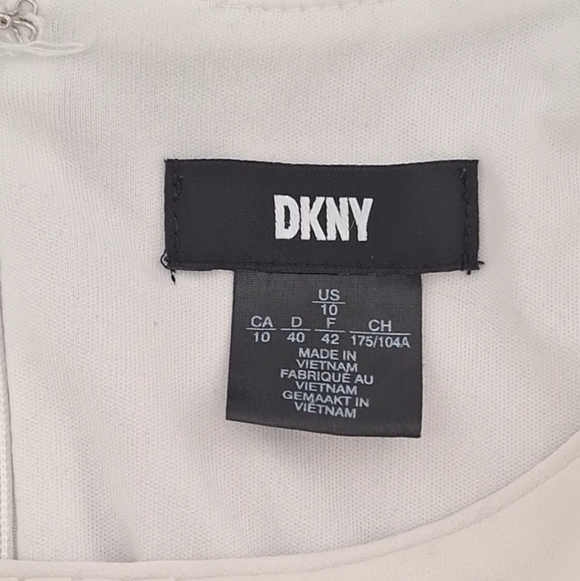 DKNY
US
10
CA D F CH
10 40 42 175/104A
MADE IN
VIETNAM
FABRIQUÉ AU
VIETNAM
GEMAAKT IN
VIETNAM